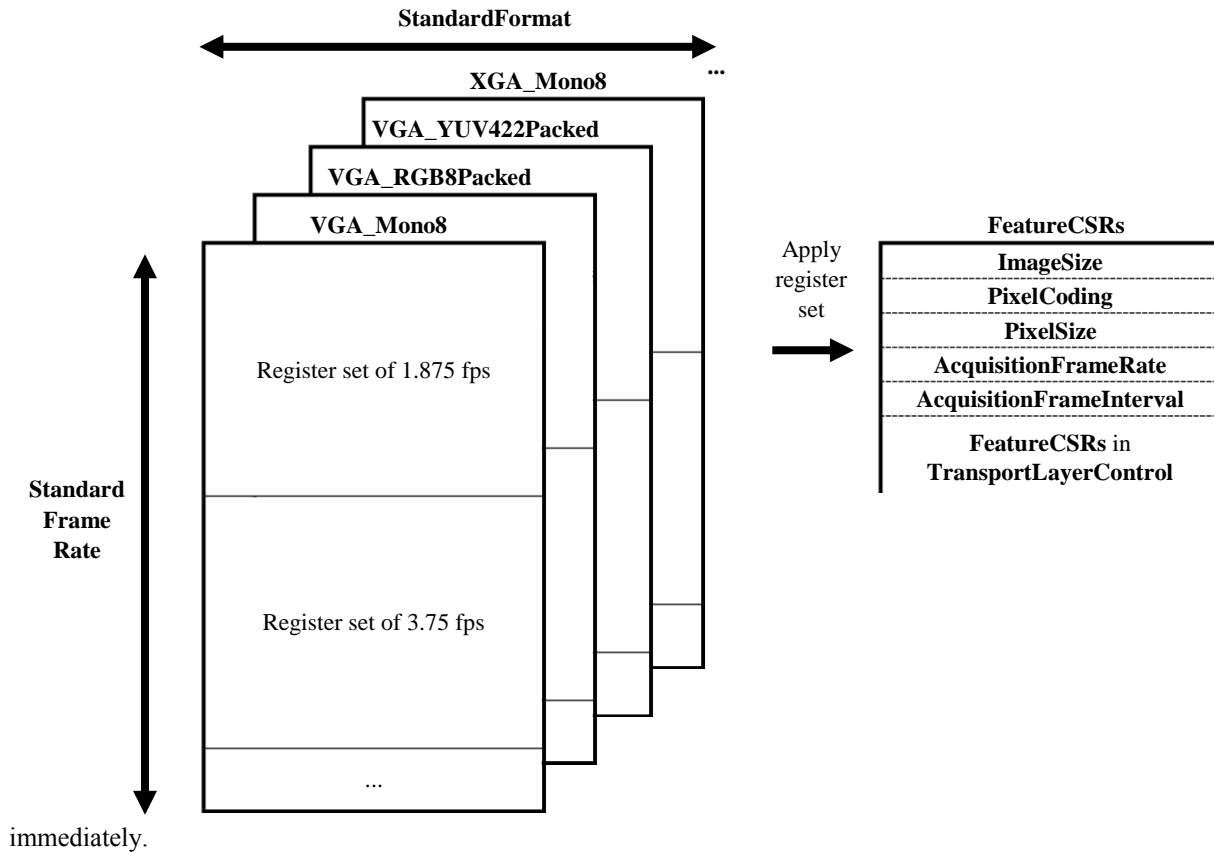 StandardFormat
...
XGA_Mono8
VGA_YUV422Packed
VGA_RGB8Packed
VGA_Mono8
Register set of 1.875 fps
Register set of 3.75 fps
...
Standard
Frame
Rate
Apply
register
set
FeatureCSRs
ImageSize
PixelCoding
PixelSize
AcquisitionFrameRate
AcquisitionFrameInterval
FeatureCSRs in
TransportLayerControl
immediately.